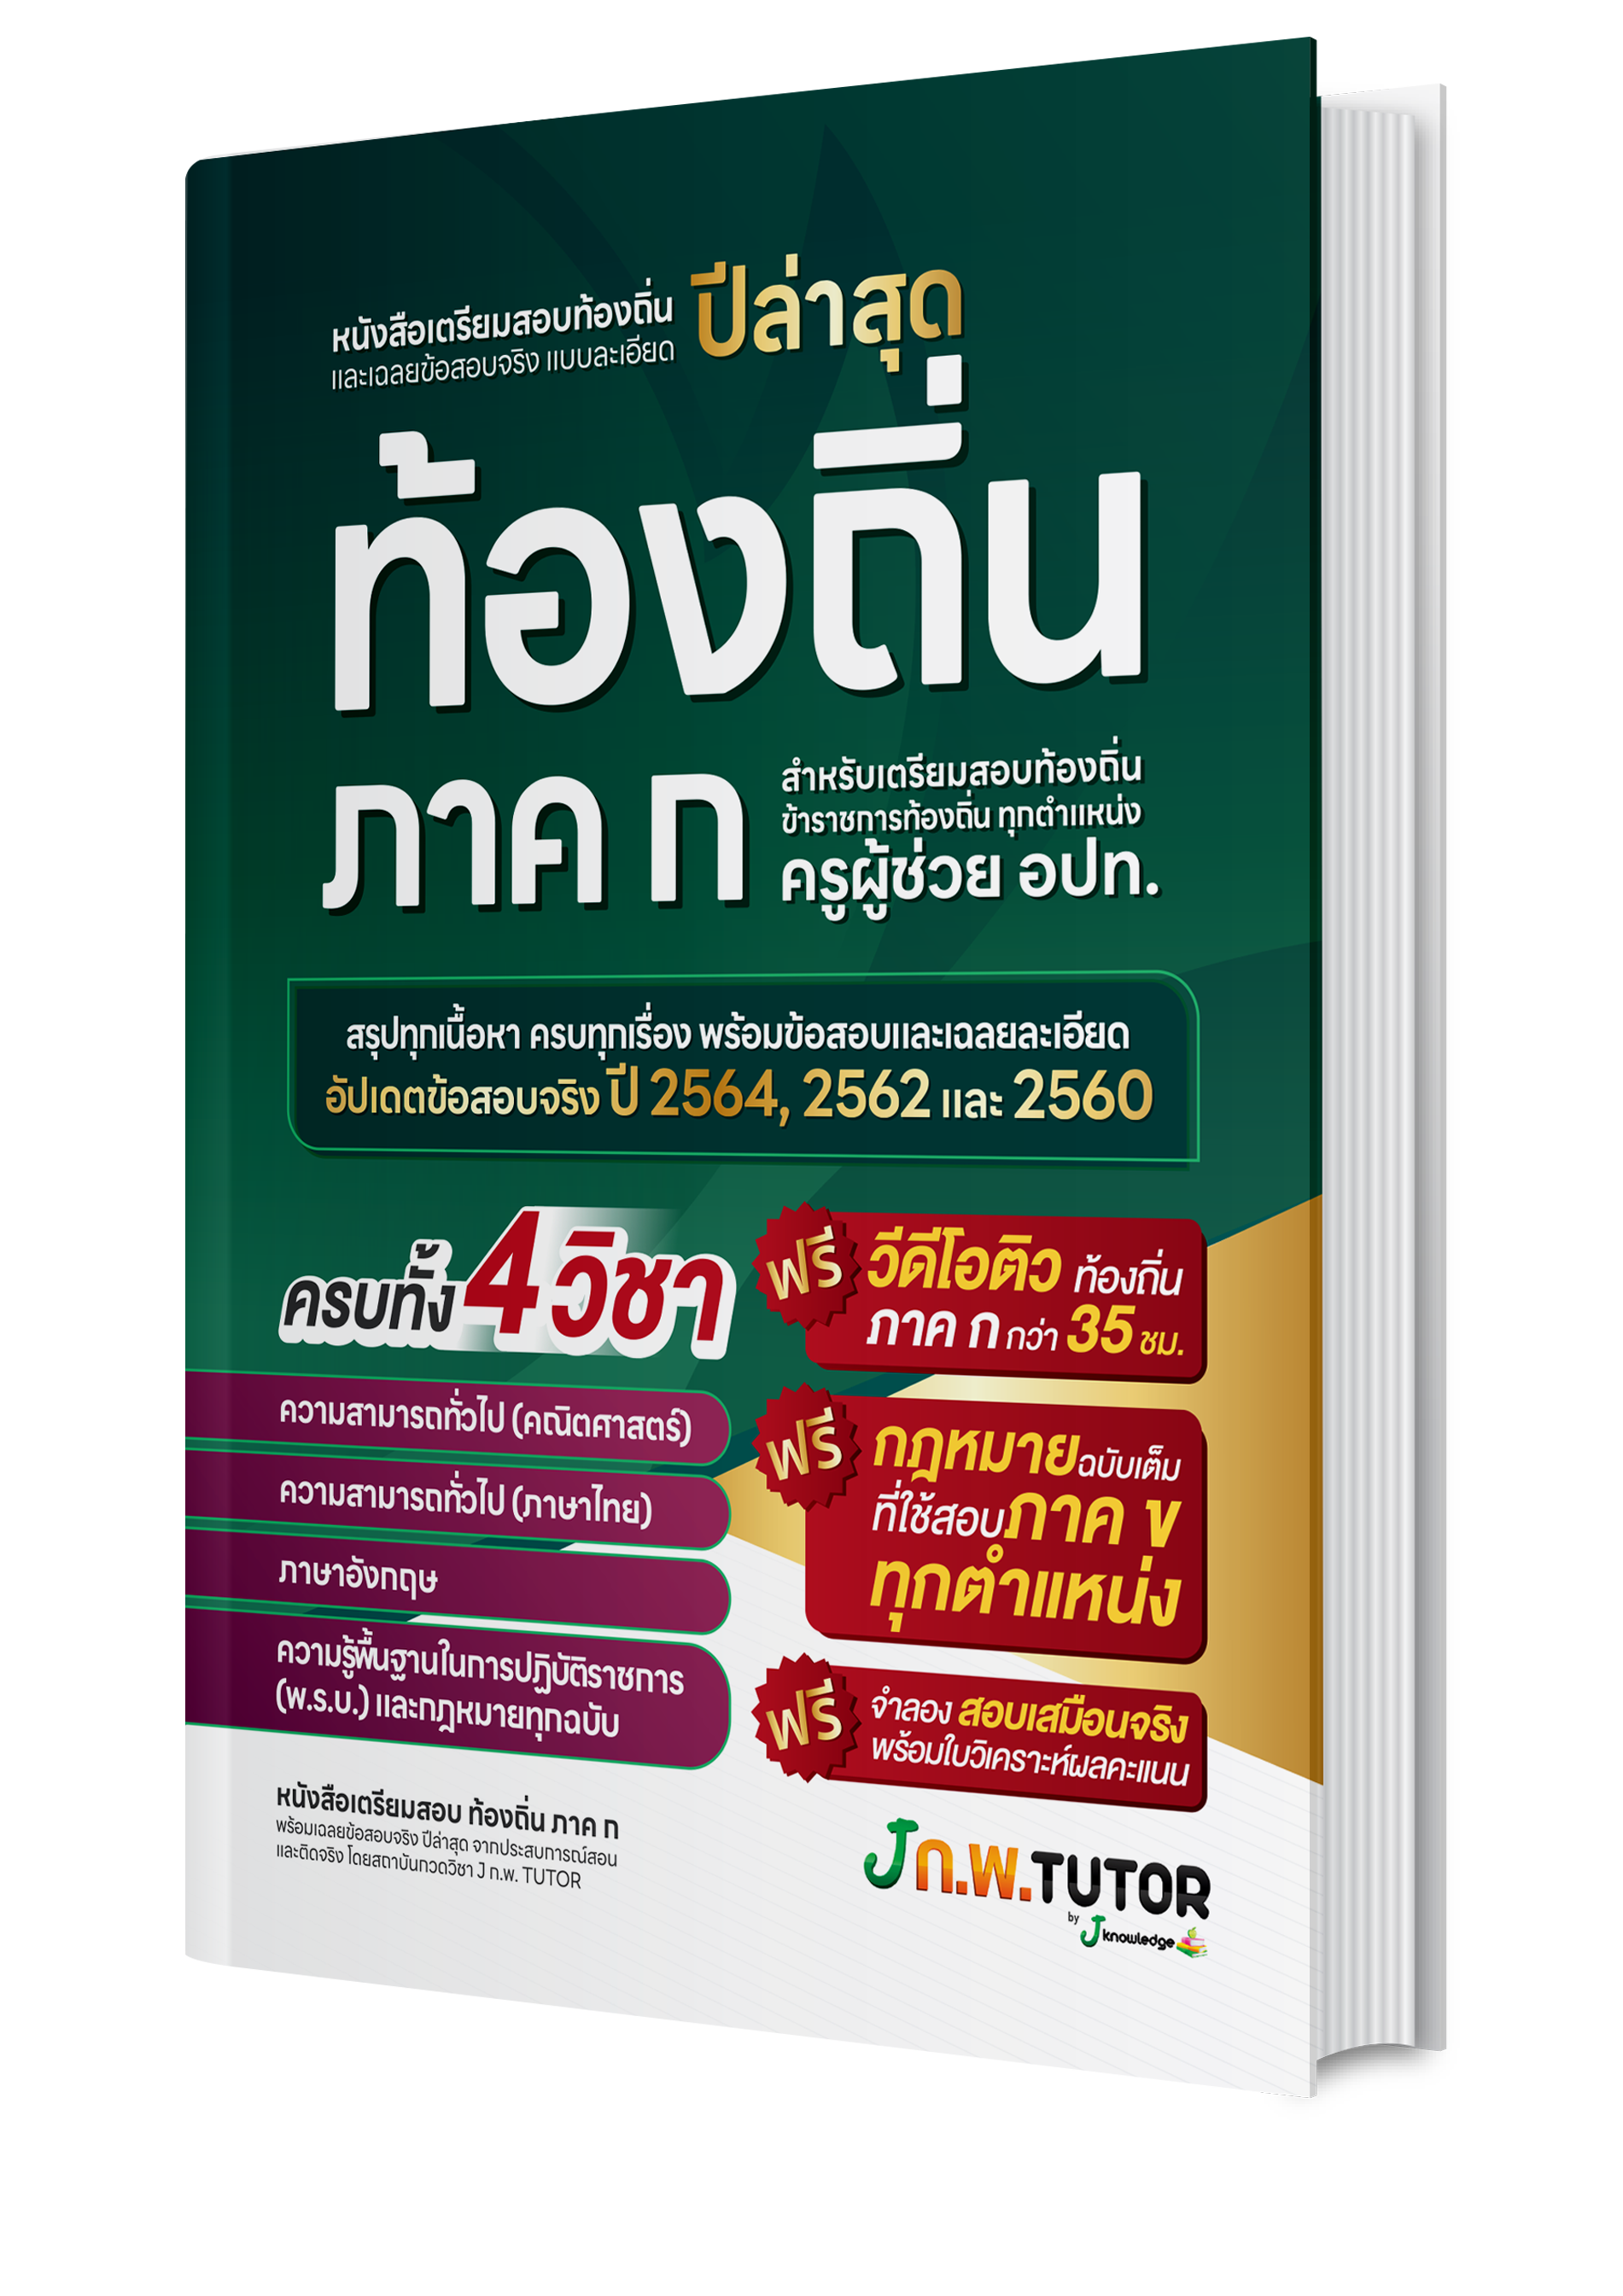 หนังสือเตรียมสอบท้องถิ่น
และเฉลยข้อสอบจริง แบบละเอียด
ปีล่าสุด
ท้องถิ่น
ภาค ก
สำหรับเตรียมสอบท้องถิ่น
ข้าราชการท้องถิ่น ทุกตำแหน่ง
ครูผู้ช่วย อปท.
สรุปทุกเนื้อหา ครบทุกเรื่อง พร้อมข้อสอบและเฉลยละเอียด
อัปเดตข้อสอบจริง ปี 2564, 2562 และ 2560
ครบทั้ง 4 วิชา
ความสามารถทั่วไป (คณิตศาสตร์)
ความสามารถทั่วไป (ภาษาไทย)
ภาษาอังกฤษ
ความรู้พื้นฐานในการปฏิบัติราชการ
(พ.ร.บ.) และกฎหมายทุกฉบับ
ฟรี
วีดีโอติว ท้องถิ่น
ภาค ก กว่า 35 ชม.
ฟรี
กฎหมายฉบับเต็ม
ที่ใช้สอบภาค ข
ทุกตำแหน่ง
ฟรี
จำลอง สอบเสมือนจริง
พร้อมใบวิเคราะห์ผลคะแนน
หนังสือเตรียมสอบ ท้องถิ่น ภาค ก
พร้อมเฉลยข้อสอบจริง ปีล่าสุด จากประสบการณ์สอน
และติดจริง โดยสถาบันกวดวิชา J ก.พ. TUTOR
J ก.พ. TUTOR
by J knowledge